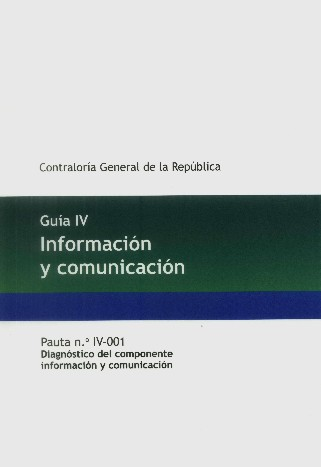 Contraloría General de la República
Guía IV
Información
y comunicación
Pauta n.º IV-001
Diagnóstico del componente
información y comunicación